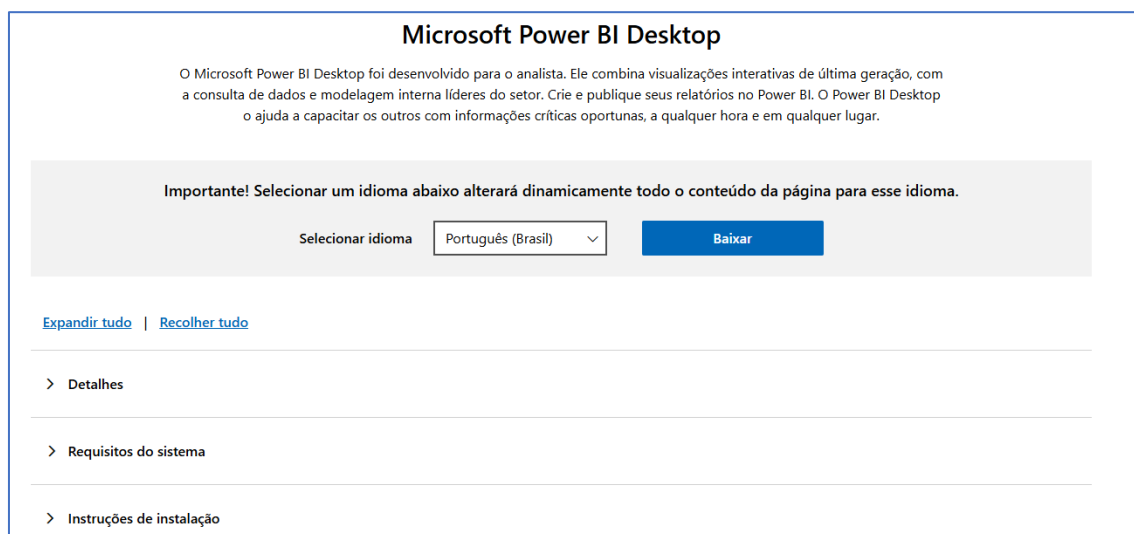 Microsoft Power BI Desktop
O Microsoft Power BI Desktop foi desenvolvido para o analista. Ele combina visualizações interativas de última geração, com
a consulta de dados e modelagem interna líderes do setor. Crie e publique seus relatórios no Power BI. O Power BI Desktop
o ajuda a capacitar os outros com informações críticas oportunas, a qualquer hora e em qualquer lugar.
Importante! Selecionar um idioma abaixo alterará dinamicamente todo o conteúdo da página para esse idioma.
Selecionar idioma Português (Brasil) Baixar
Expandir tudo | Recolher tudo
Detalhes
Requisitos do sistema
Instruções de instalação